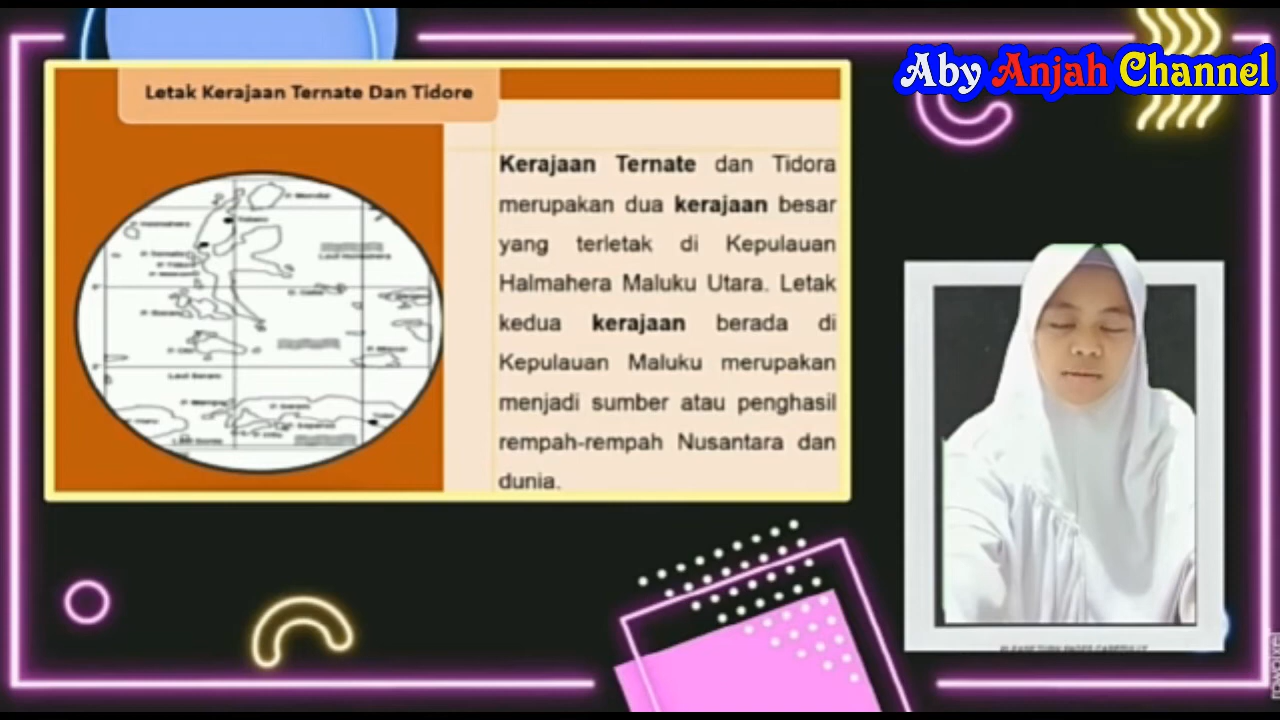 Aby Anjah Channel
Letak Kerajaan Ternate Dan Tidore
Kerajaan Ternate dan Tidora
merupakan dua kerajaan besar
yang terletak di Kepulauan
Halmahera Maluku Utara. Letak
kedua kerajaan berada di
Kepulauan Maluku merupakan
menjadi sumber atau penghasil
rempah-rempah Nusantara dan
dunia.
Laut Seram